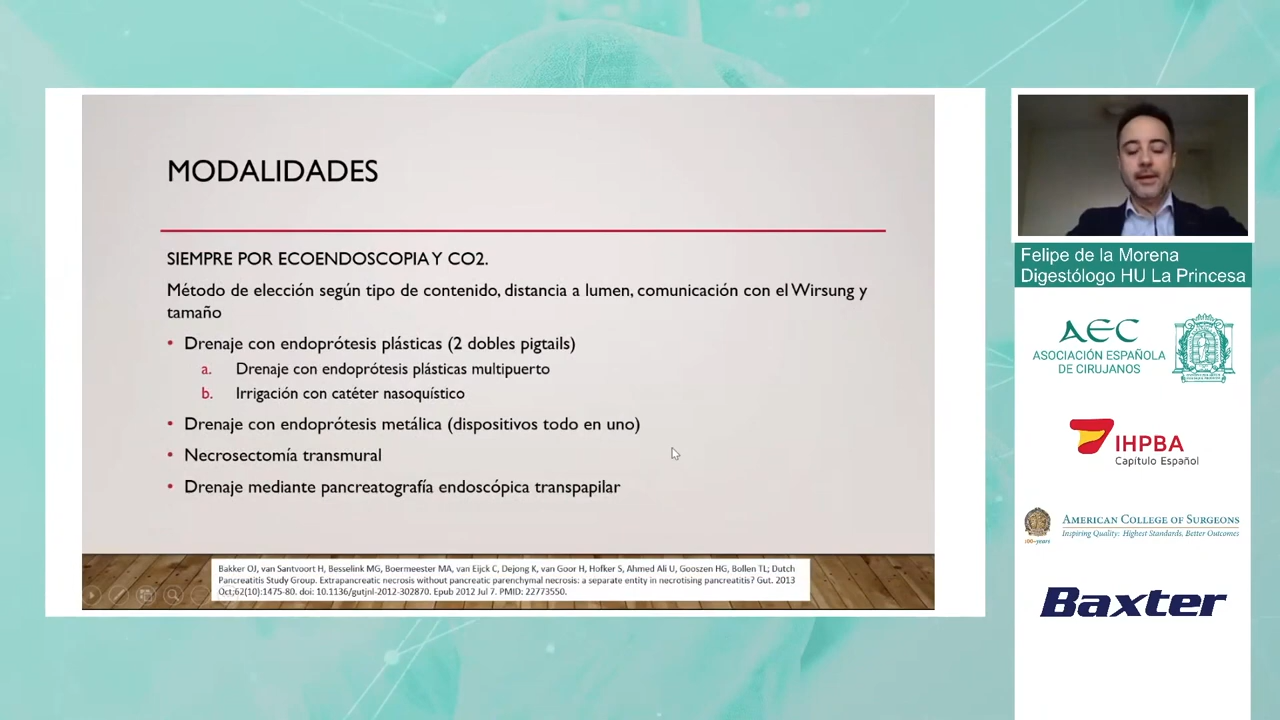 MODALIDADES
SIEMPRE POR ECOENDOSCOPIA Y CO2.
Método de elección según tipo de contenido, distancia a lumen, comunicación con el Wirsung y
tamaño
• Drenaje con endoprótesis plásticas (2 dobles pigtails)
a. Drenaje con endoprótesis plásticas multipuerto
b. Irrigación con catéter nasoquístico
• Drenaje con endoprótesis metálica (dispositivos todo en uno)
• Necrosectomía transmural
• Drenaje mediante pancreatografía endoscópica transpapilar
Bakker OJ, van Santvoort H, Besselink MG, Boermeester MA, van Eijck C, Dejong K, van Goor H, Hofker S, Ahmed Ali U, Gooszen HG, Bollen TL; Dutch
Pancreatitis Study Group. Extrapancreatic necrosis without pancreatic parenchymal necrosis: a separate entity in necrotising pancreatitis? Gut. 2013
Oct;62(10):1475-80. doi: 10.1136/gutjnl-2012-302870. Epub 2012 Jul 7. PMID: 22773550.
Felipe de la Morena
Digestólogo HU La Princesa
AEC
ASOCIACIÓN ESPAÑOLA
DE CIRUJANOS
IHPBA
Capítulo Español
AMERICAN COLLEGE OF SURGEONS
Inspiring Quality: Highest Standards, Better Outcomes
100+years
Baxter